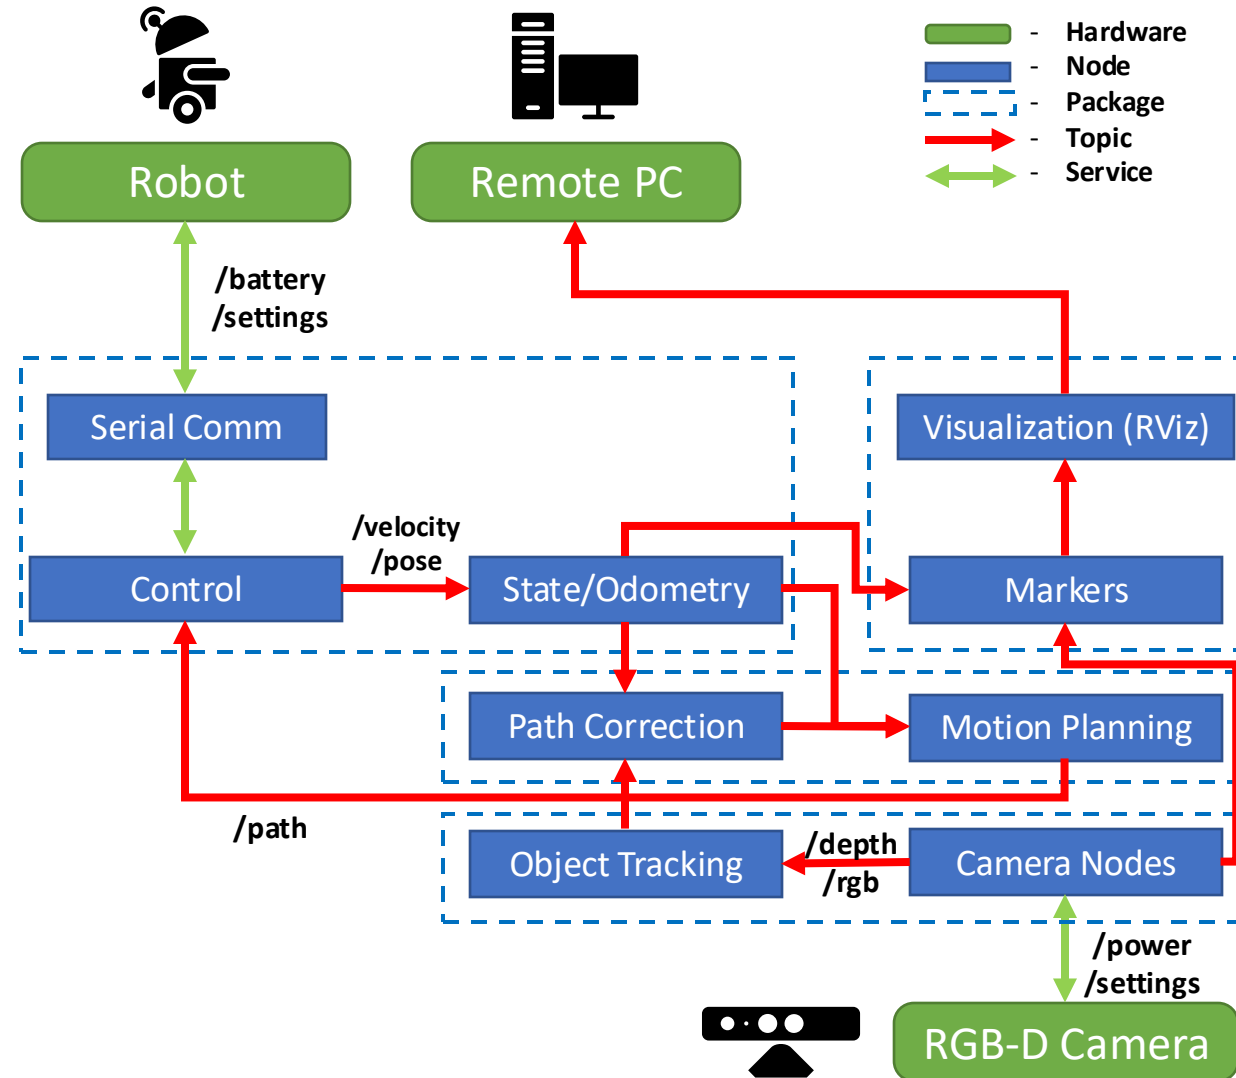 - Hardware
- Node
- Package
- Topic
- Service
Robot
Remote PC
/battery
/settings
Serial Comm
Visualization (RViz)
/velocity
/pose
Control
State/Odometry
Markers
Path Correction
Motion Planning
/path
Object Tracking
/depth
/rgb
Camera Nodes
/power
/settings
RGB-D Camera